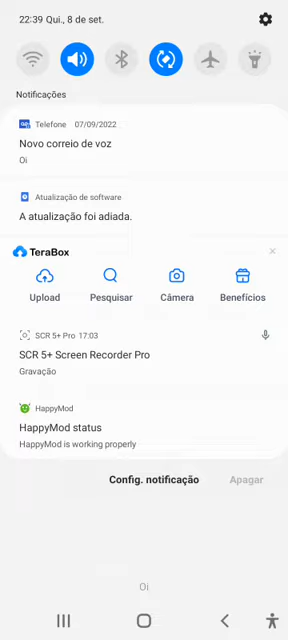 22:39 Qui., 8 de set.
Notificações
Telefone 07/09/2022
Novo correio de voz
Oi
Atualização de software
A atualização foi adiada.
TeraBox
Upload Pesquisar Câmera Benefícios
SCR 5+ Pro 17:03
SCR 5+ Screen Recorder Pro
Gravação
HappyMod
HappyMod status
HappyMod is working properly
Config. notificação Apagar
Oi